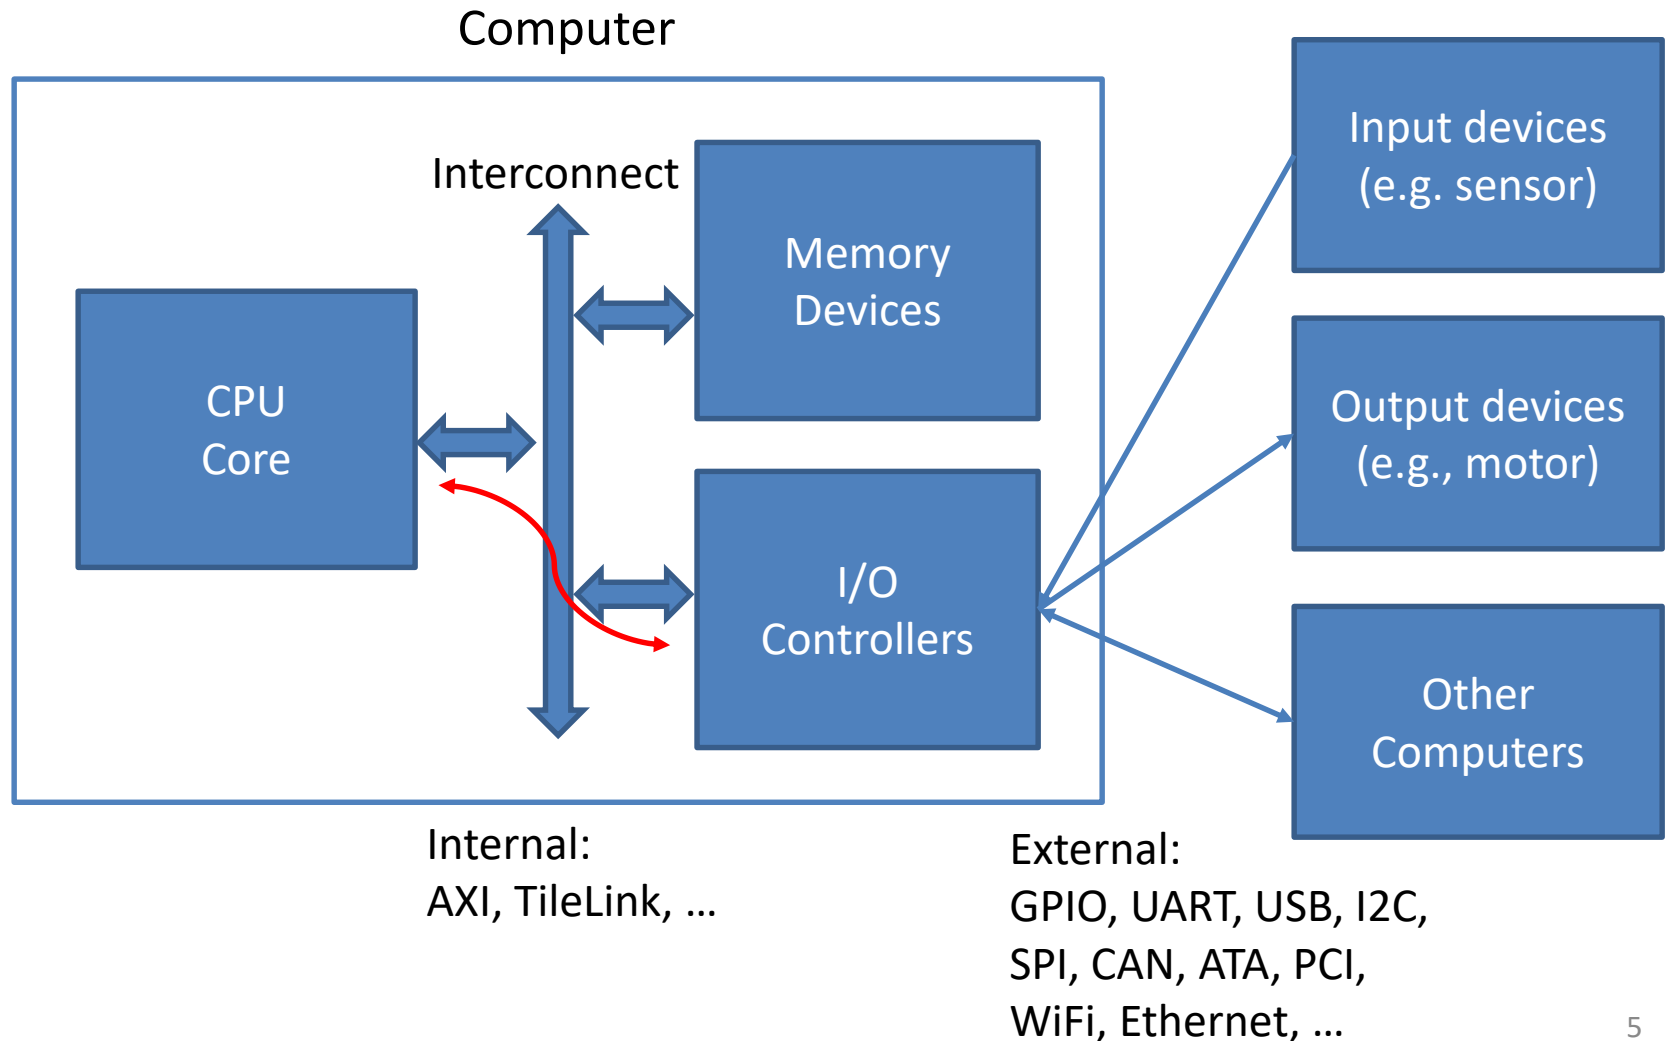 Computer
Interconnect
CPU
Core
Memory
Devices
I/O
Controllers
Input devices
(e.g. sensor)
Output devices
(e.g., motor)
Other
Computers
Internal:
AXI, TileLink, ...
External:
GPIO, UART, USB, I2C,
SPI, CAN, ATA, PCI,
WiFi, Ethernet, ...
5